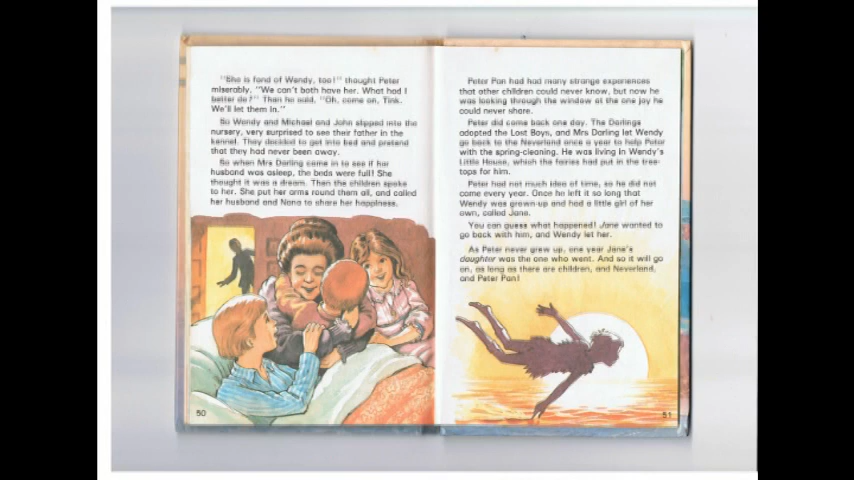 "She is fond of Wendy, too!" thought Peter
miserably. "We can't both have her. What had I
better do?" Then he said, "Oh, come on, Tink.
We'll let them in."
So Wendy and Michael and John slipped into the
nursery, very surprised to see their father in the
kennel. They decided to get into bed and pretend
that they had never been away.
So when Mrs Darling came in to see if her
husband was asleep, the beds were full! She
thought it was a dream. Then the children spoke
to her. She put her arms round them all, and called
her husband and Nana to share her happiness.
50
Peter Pan had had many strange experiences
that other children could never know, but now he
was looking through the window at the one joy he
could never share.
Peter did come back one day. The Darlings
adopted the Lost Boys, and Mrs Darling let Wendy
go back to the Neverland once a year to help Peter
with the spring-cleaning. He was living in Wendy's
Little House, which the fairies had put in the tree-
tops for him.
Peter had not much idea of time, so he did not
come every year. Once he left it so long that
Wendy was grown-up and had a little girl of her
own, called Jane.
You can guess what happened! Jane wanted to
go back with him, and Wendy let her.
As Peter never grew up, one year Jane's
daughter was the one who went. And so it will go
on, as long as there are children, and Neverland,
and Peter Pan!
51